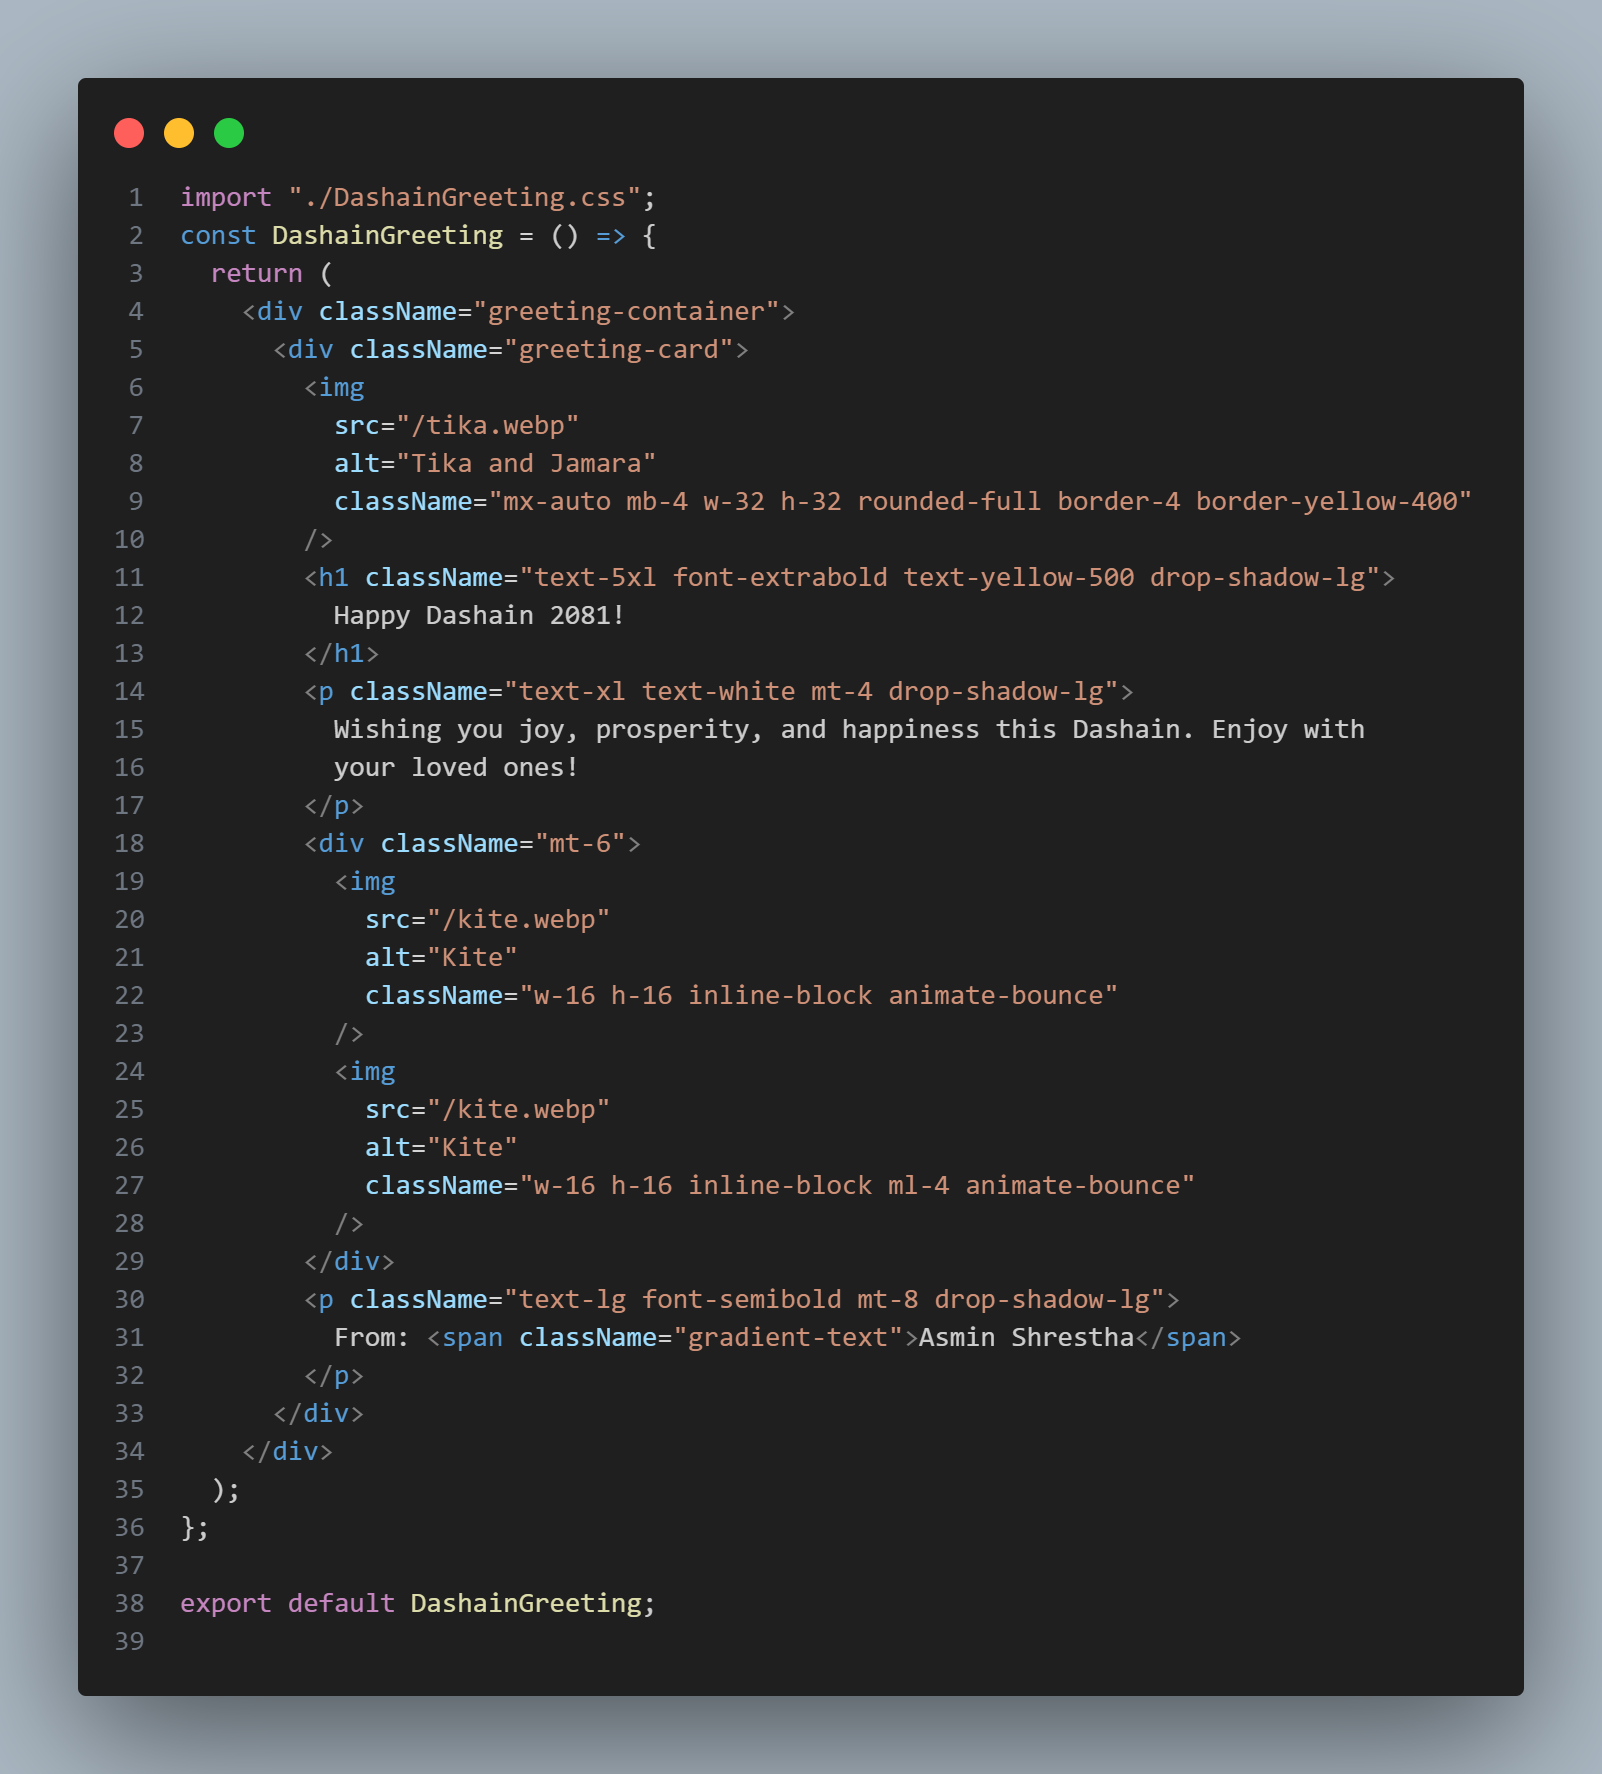 1 import "./DashainGreeting.css";
2 const DashainGreeting = () => {
3   return (
4     <div className="greeting-container">
5       <div className="greeting-card">
6         <img
7           src="/tika.webp"
8           alt="Tika and Jamara"
9           className="mx-auto mb-4 w-32 h-32 rounded-full border-4 border-yellow-400"
10         />
11         <h1 className="text-5xl font-extrabold text-yellow-500 drop-shadow-lg">
12           Happy Dashain 2081!
13         </h1>
14         <p className="text-xl text-white mt-4 drop-shadow-lg">
15           Wishing you joy, prosperity, and happiness this Dashain. Enjoy with
16           your loved ones!
17         </p>
18         <div className="mt-6">
19           <img
20             src="/kite.webp"
21             alt="Kite"
22             className="w-16 h-16 inline-block animate-bounce"
23           />
24           <img
25             src="/kite.webp"
26             alt="Kite"
27             className="w-16 h-16 inline-block ml-4 animate-bounce"
28           />
29         </div>
30         <p className="text-lg font-semibold mt-8 drop-shadow-lg">
31           From: <span className="gradient-text">Asmin Shrestha</span>
32         </p>
33       </div>
34     </div>
35   );
36 };
37
38 export default DashainGreeting;
39